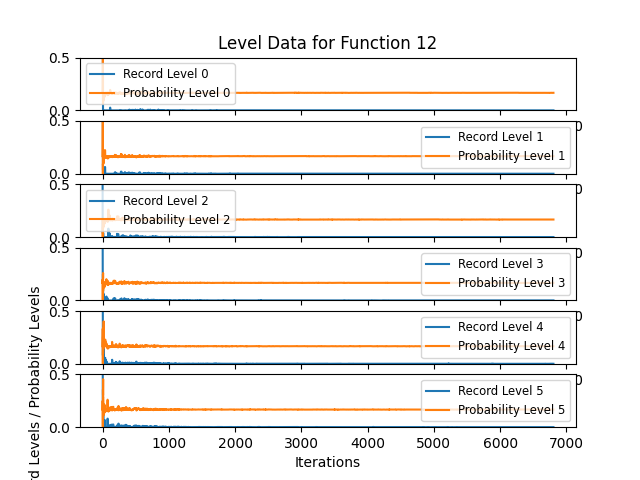 Level Data for Function 12
0.5
0.0
Record Level 0
Probability Level 0
0
0.5
0.0
Record Level 1
Probability Level 1
0.5
0.0
Record Level 2
Probability Level 2
0
0.5
0.0
Record Level 3
Probability Level 3
0.5
0.0
Record Level 4
Probability Level 4
0
0.5
0.0
Record Level 5
Probability Level 5
0 1000 2000 3000 4000 5000 6000 7000
Iterations
rd Levels / Probability Levels